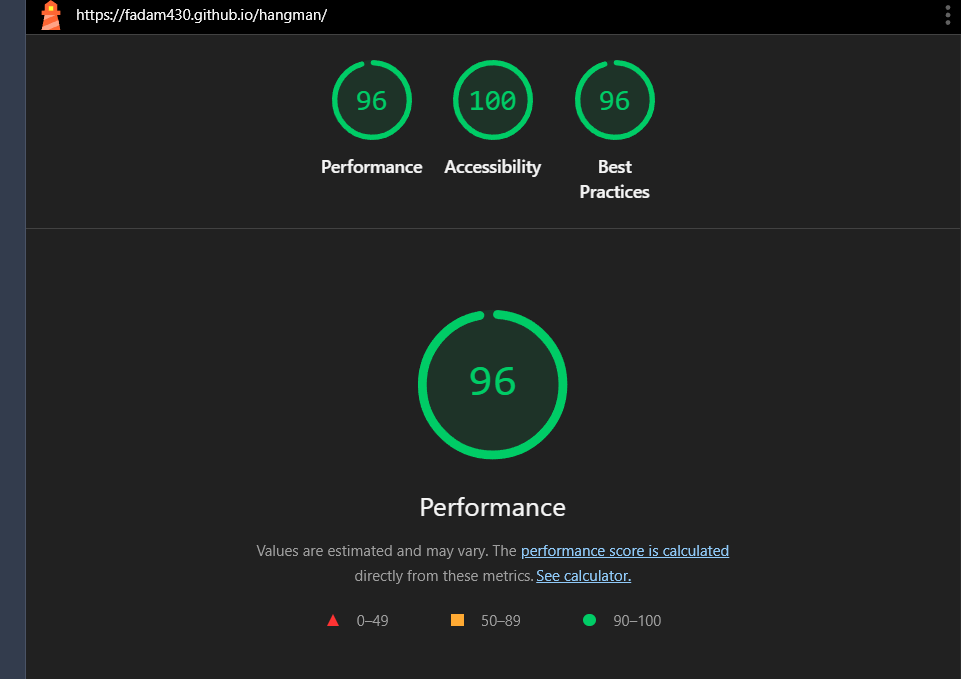 https://fadam430.github.io/hangman/
96 100 96
Performance Accessibility Best
Practices
96
Performance
Values are estimated and may vary. The performance score is calculated
directly from these metrics. See calculator.
0–49 50–89 90–100